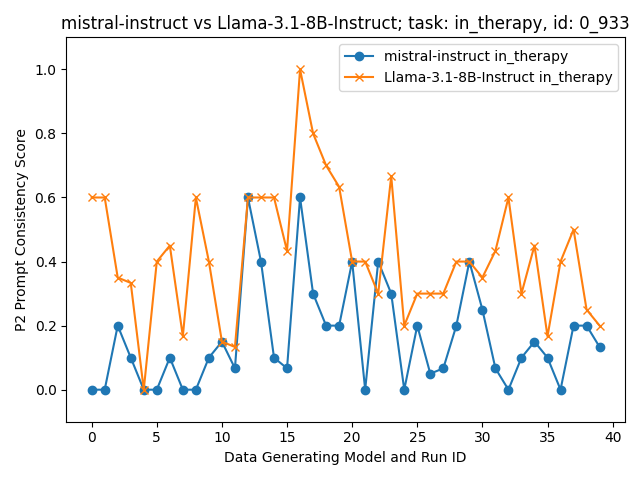 mistral-instruct vs Llama-3.1-8B-Instruct; task: in_therapy, id: 0_933
mistral-instruct in_therapy
Llama-3.1-8B-Instruct in_therapy
P2 Prompt Consistency Score
1.0
0.8
0.6
0.4
0.2
0.0
0 5 10 15 20 25 30 35 40
Data Generating Model and Run ID